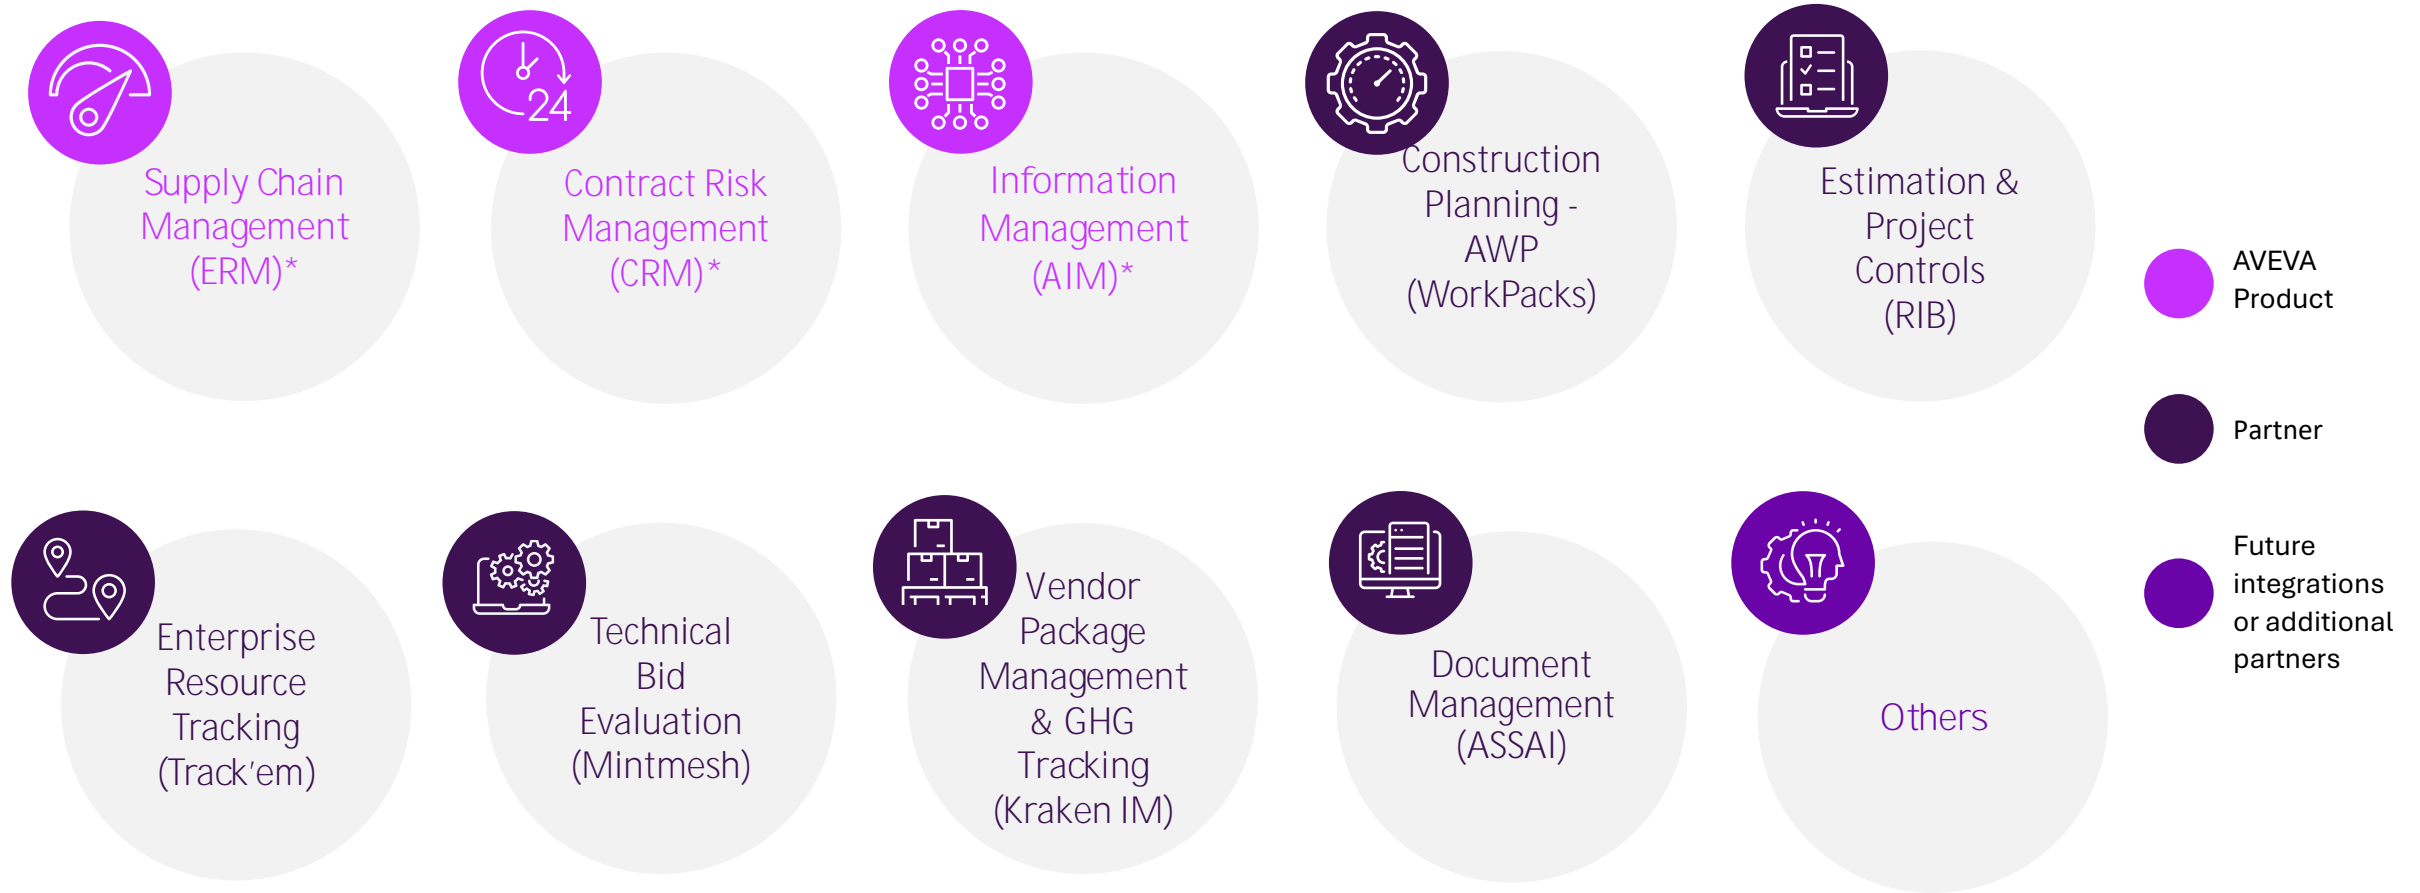 24
Supply Chain
Management
(ERM)*
Contract Risk
Management
(CRM)*
Information
Management
(AIM)*
Construction
Planning -
AWP
(WorkPacks)
Estimation &
Project
Controls
(RIB)
AVEVA
Product
Partner
Future
integrations
or additional
partners
Enterprise
Resource
Tracking
(Track’em)
Technical
Bid
Evaluation
(Mintmesh)
Vendor
Package
Management
& GHG
Tracking
(Kraken IM)
Document
Management
(ASSAI)
Others